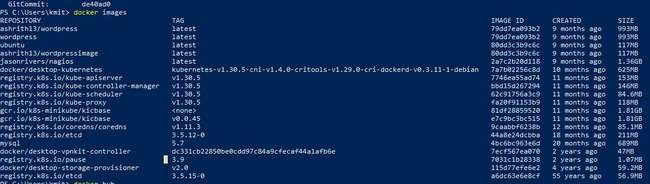 GitCommit: de40ad0
PS C:\Users\kmit> docker images
REPOSITORY TAG IMAGE ID CREATED SIZE
ashrith13/wordpress latest 79dd7ea093b2 9 months ago 993MB
wordpress latest 79dd7ea093b2 9 months ago 993MB
ubuntu latest 80dd3c3b9c6c 9 months ago 117MB
ashrith13/wordpressimage latest 80dd3c3b9c6c 9 months ago 117MB
jasonrivers/nagios latest 2a7c2b20d118 9 months ago 1.36GB
docker/desktop-kubernetes kubernetes-v1.30.5-cni-v1.4.0-critools-v1.29.0-cri-dockerd-v0.3.11-1-debian 7a7b02256c8d 10 months ago 625MB
registry.k8s.io/kube-apiserver v1.30.5 7746ea55ad74 11 months ago 153MB
registry.k8s.io/kube-controller-manager v1.30.5 bbd15d267294 11 months ago 146MB
registry.k8s.io/kube-scheduler v1.30.5 62c91756a3c9 11 months ago 84.6MB
registry.k8s.io/kube-proxy v1.30.5 fa20f91153b9 11 months ago 118MB
gcr.io/k8s-minikube/kicbase <none> 81df28859520 11 months ago 1.81GB
gcr.io/k8s-minikube/kicbase v0.0.45 e7c9bc3bc515 11 months ago 1.81GB
registry.k8s.io/coredns/coredns v1.11.3 9caabbf6238b 12 months ago 85.1MB
registry.k8s.io/etcd 3.5.12-0 44a8e24dcbba 18 months ago 211MB
mysql 5.7 4bc6bc963e6d 20 months ago 689MB
docker/desktop-vpnkit-controller dc331cb22850be0cdd97c84a9cfecaf44a1afb6e 7ecf567ea070 2 years ago 47MB
registry.k8s.io/pause 3.9 7031c1b28338 2 years ago 1.07MB
docker/desktop-storage-provisioner v2.0 115d77efe6e2 4 years ago 59.2MB
registry.k8s.io/etcd 3.5.15-0 a6dc63e6e8cf 55 years ago 56.9MB
PS C:\Users\kmit> docker hub